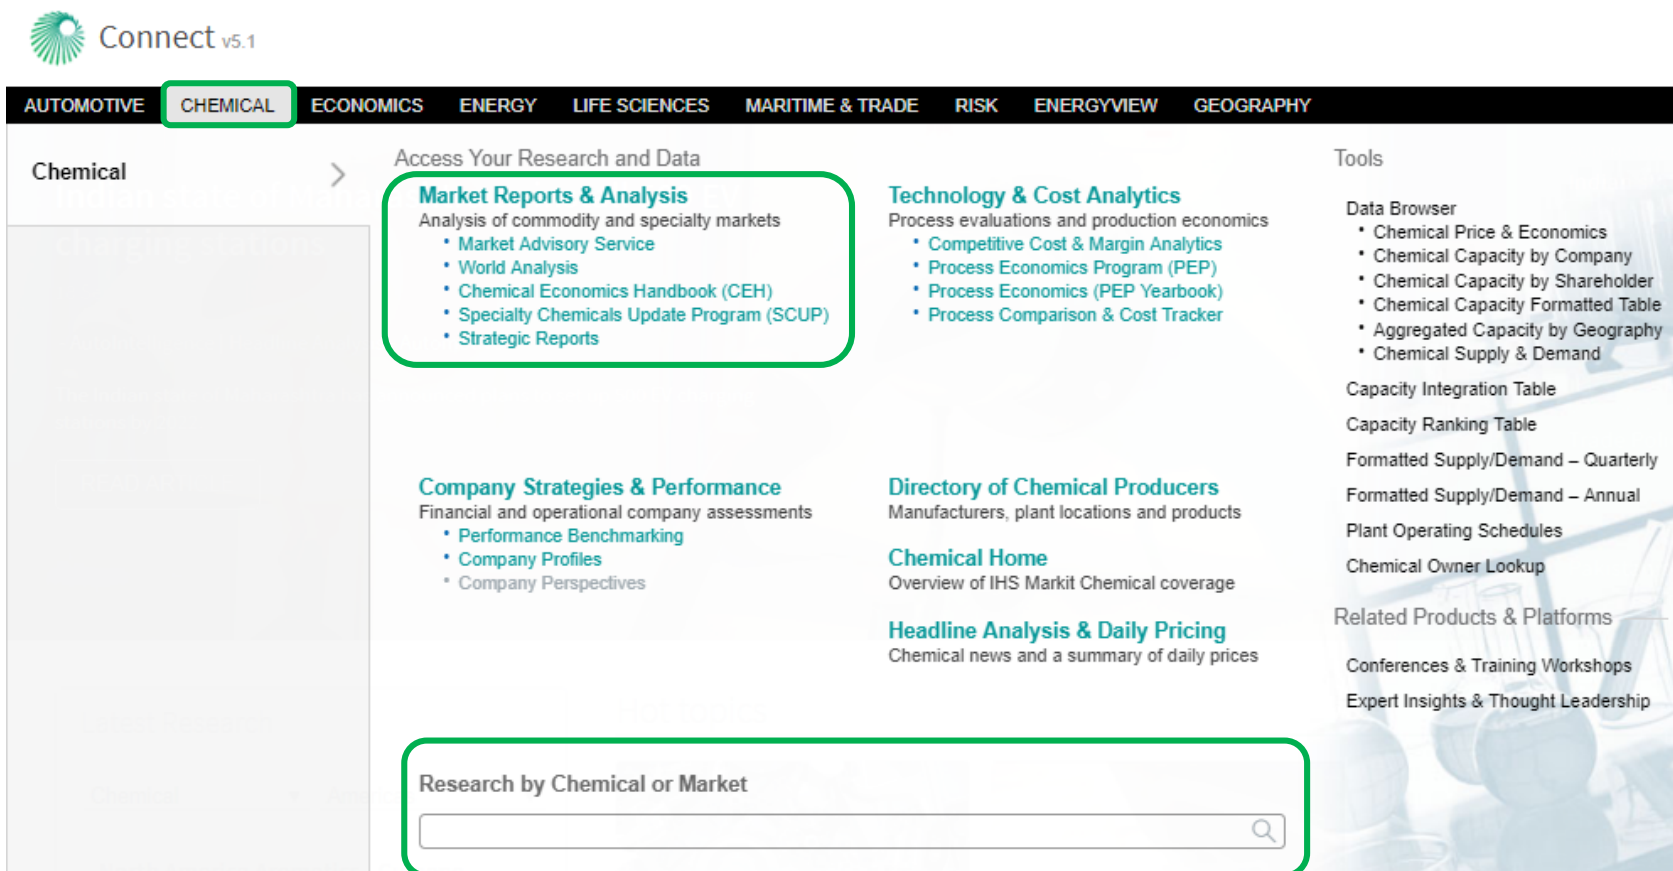 Connect v5.1
AUTOMOTIVE CHEMICAL ECONOMICS ENERGY LIFE SCIENCES MARITIME & TRADE RISK ENERGYVIEW GEOGRAPHY
Chemical
Access Your Research and Data
Market Reports & Analysis
Analysis of commodity and specialty markets
• Market Advisory Service
• World Analysis
• Chemical Economics Handbook (CEH)
• Specialty Chemicals Update Program (SCUP)
• Strategic Reports
Technology & Cost Analytics
Process evaluations and production economics
• Competitive Cost & Margin Analytics
• Process Economics Program (PEP)
• Process Economics (PEP Yearbook)
• Process Comparison & Cost Tracker
Company Strategies & Performance
Financial and operational company assessments
• Performance Benchmarking
• Company Profiles
• Company Perspectives
Directory of Chemical Producers
Manufacturers, plant locations and products
Chemical Home
Overview of IHS Markit Chemical coverage
Headline Analysis & Daily Pricing
Chemical news and a summary of daily prices
Research by Chemical or Market
Tools
Data Browser
• Chemical Price & Economics
• Chemical Capacity by Company
• Chemical Capacity by Shareholder
• Chemical Capacity Formatted Table
• Aggregated Capacity by Geography
• Chemical Supply & Demand
Capacity Integration Table
Capacity Ranking Table
Formatted Supply/Demand – Quarterly
Formatted Supply/Demand – Annual
Plant Operating Schedules
Chemical Owner Lookup
Related Products & Platforms
Conferences & Training Workshops
Expert Insights & Thought Leadership
Indian state of
charging stations
Latest Research
Hot topics